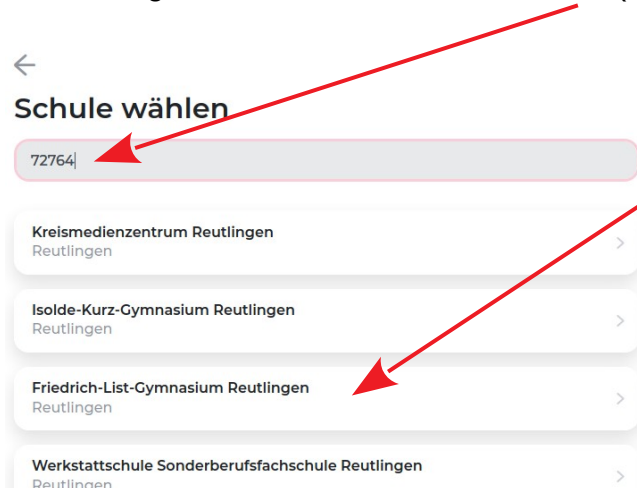 Schule wählen
72764
Kreismedienzentrum Reutlingen
Reutlingen
Isolde-Kurz-Gymnasium Reutlingen
Reutlingen
Friedrich-List-Gymnasium Reutlingen
Reutlingen
Werkstattschule Sonderberufsfachschule Reutlingen
Reutlingen